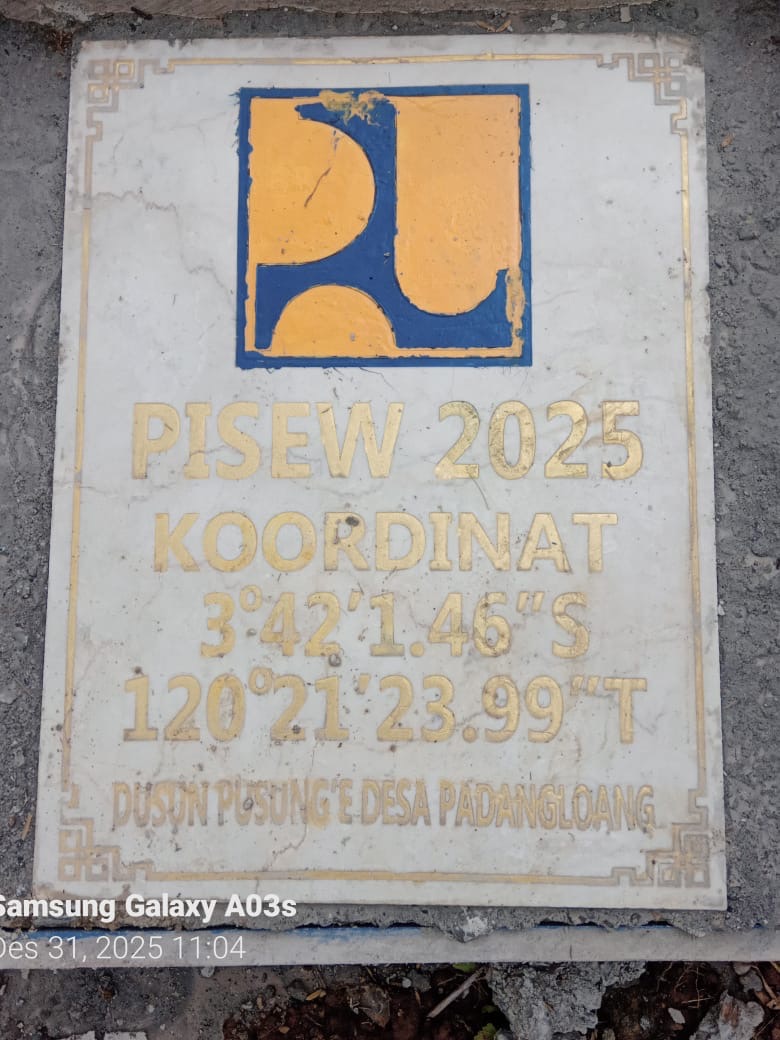 PISEW 2025
KOORDINAT
3°42'1.46"S
120°21'23.99"T
DUSUN PUSUNG'E DESA PADANGLOANG
Samsung Galaxy A03s
Des 31, 2025 11:04